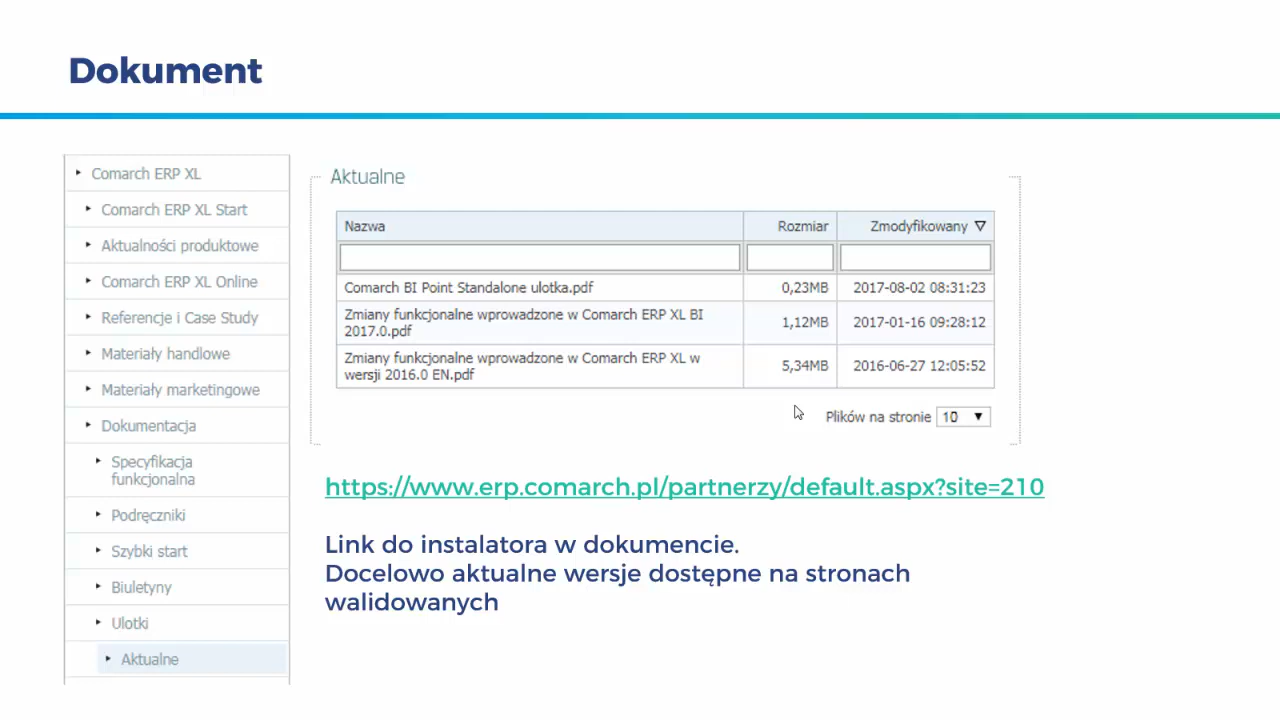 Dokument
Comarch ERP XL
Comarch ERP XL Start
Aktualności produktowe
Comarch ERP XL Online
Referencje i Case Study
Materiały handlowe
Materiały marketingowe
Dokumentacja
Specyfikacja
funkcjonalna
Podręczniki
Szybki start
Biuletyny
Ulotki
Aktualne
Aktualne
Nazwa Rozmiar Zmodyfikowany
Comarch BI Point Standalone ulotka.pdf 0,23MB 2017-08-02 08:31:23
Zmiany funkcjonalne wprowadzone w Comarch ERP XL BI
2017.0.pdf 1,12MB 2017-01-16 09:28:12
Zmiany funkcjonalne wprowadzone w Comarch ERP XL w
wersji 2016.0 EN.pdf 5,34MB 2016-06-27 12:05:52
Plików na stronie 10
https://www.erp.comarch.pl/partnerzy/default.aspx?site=210
Link do instalatora w dokumencie.
Docelowo aktualne wersje dostępne na stronach
walidowanych